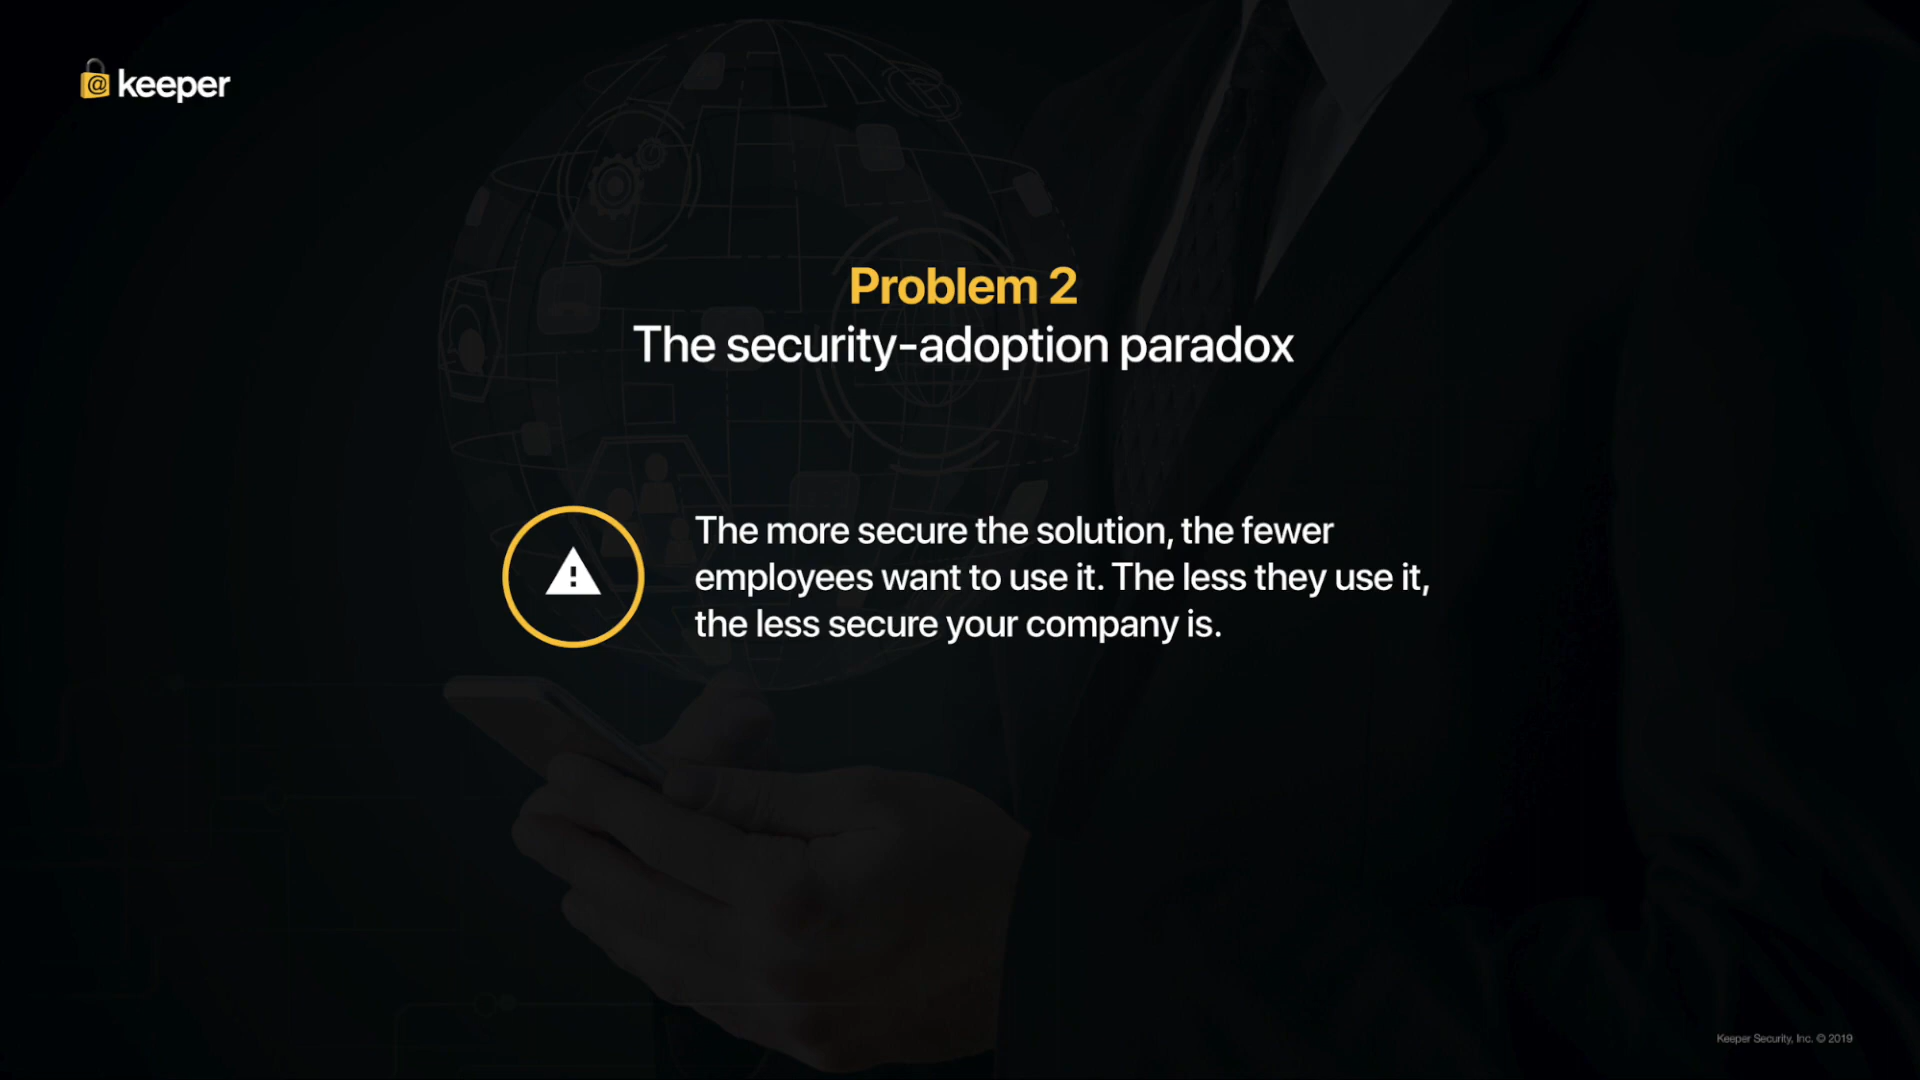 keeper
Problem 2
The security-adoption paradox
The more secure the solution, the fewer
employees want to use it. The less they use it,
the less secure your company is.
Keeper Security, Inc. © 2019